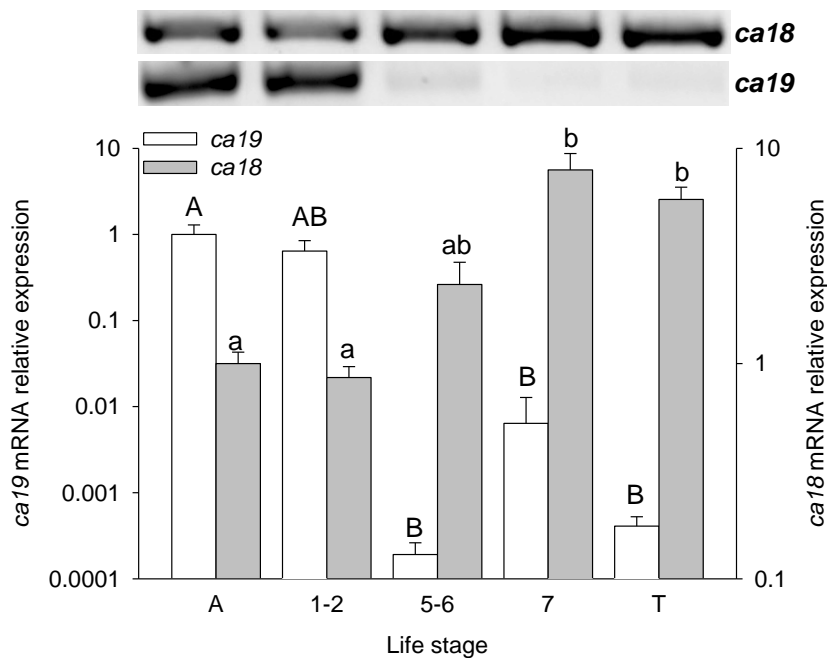 ca18
ca19
ca19
ca18
10
1
0.1
0.01
0.001
0.0001
ca19 mRNA relative expression
10
1
0.1
ca18 mRNA relative expression
A
a
AB
a
B
ab
B
b
B
b
A
1-2
5-6
7
T
Life stage